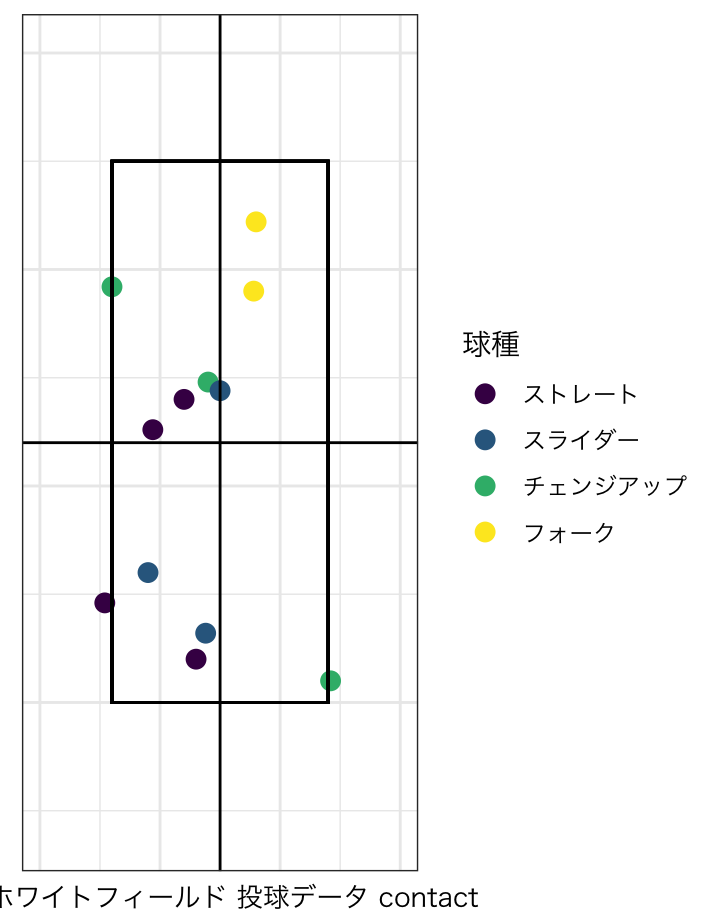 球種
ストレート
スライダー
チェンジアップ
フォーク
ホワイトフィールド 投球データ contact